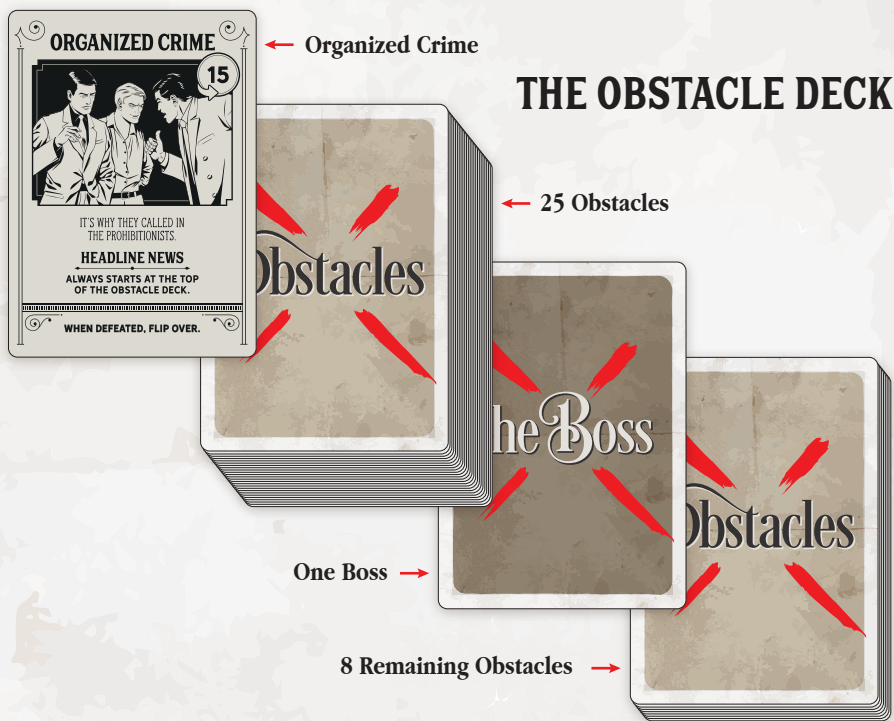 ORGANIZED CRIME
15
IT'S WHY THEY CALLED IN
THE PROHIBITIONISTS.
HEADLINE NEWS
ALWAYS STARTS AT THE TOP
OF THE OBSTACLE DECK.
WHEN DEFEATED, FLIP OVER.
Organized Crime
THE OBSTACLE DECK
25 Obstacles
Obstacles
he Boss
Obstacles
One Boss
8 Remaining Obstacles